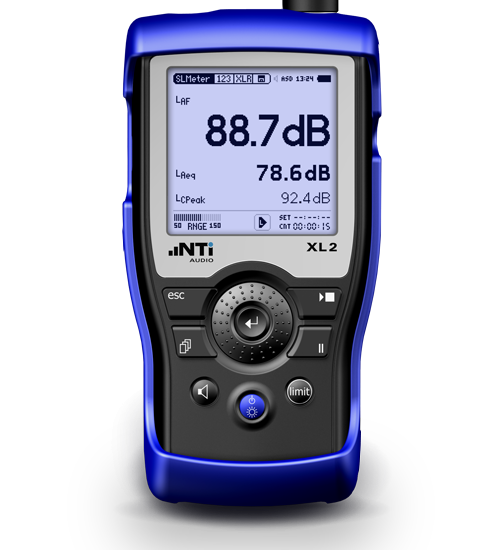 SLMeter 123 XLR ASD 13:24
LAF
88.7dB
LAeq 78.6dB
LCPeak 92.4dB
SET --:--:--
50 RNGE 150 CNT 00:00:15
NTi
AUDIO
XL2
esc
limit